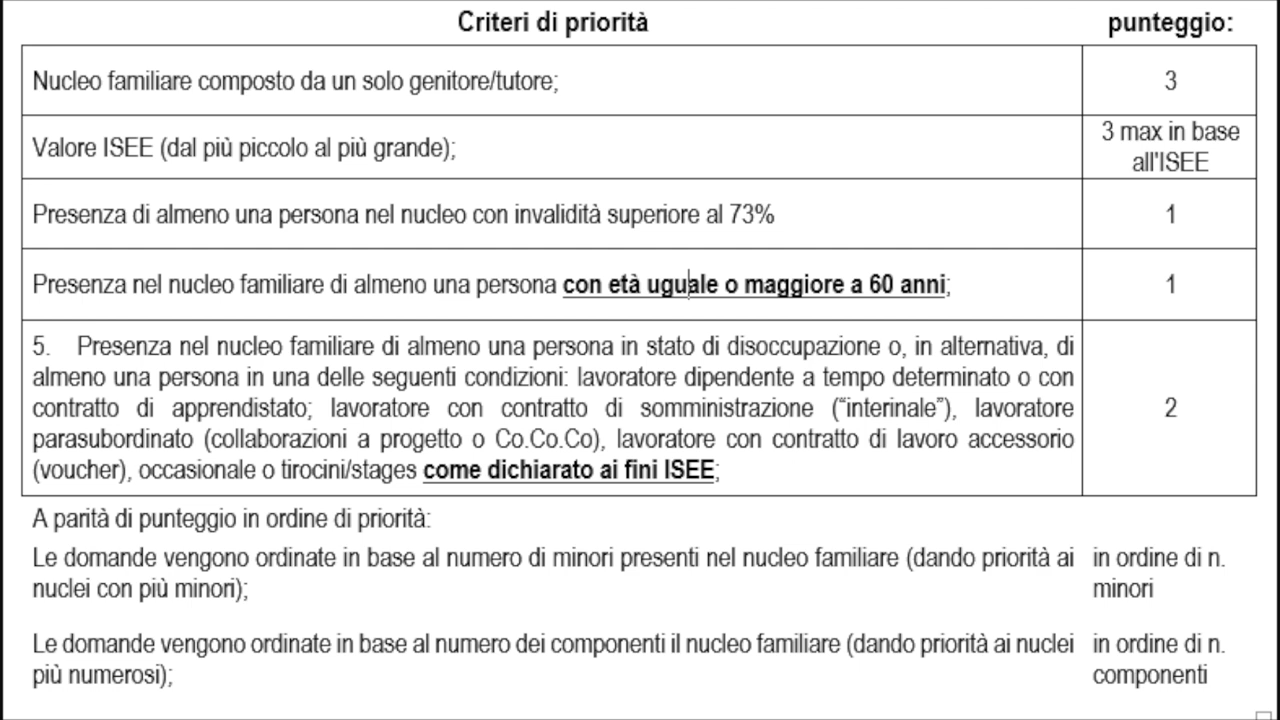 Criteri di priorità punteggio:
Nucleo familiare composto da un solo genitore/tutore; 3
Valore ISEE (dal più piccolo al più grande); 3 max in base
all'ISEE
Presenza di almeno una persona nel nucleo con invalidità superiore al 73% 1
Presenza nel nucleo familiare di almeno una persona con età uguale o maggiore a 60 anni; 1
5. Presenza nel nucleo familiare di almeno una persona in stato di disoccupazione o, in alternativa, di
almeno una persona in una delle seguenti condizioni: lavoratore dipendente a tempo determinato o con
contratto di apprendistato; lavoratore con contratto di somministrazione (“interinale”), lavoratore 2
parasubordinato (collaborazioni a progetto o Co.Co.Co), lavoratore con contratto di lavoro accessorio
(voucher), occasionale o tirocini/stages come dichiarato ai fini ISEE;
A parità di punteggio in ordine di priorità:
Le domande vengono ordinate in base al numero di minori presenti nel nucleo familiare (dando priorità ai in ordine di n.
nuclei con più minori); minori
Le domande vengono ordinate in base al numero dei componenti il nucleo familiare (dando priorità ai nuclei in ordine di n.
più numerosi); componenti